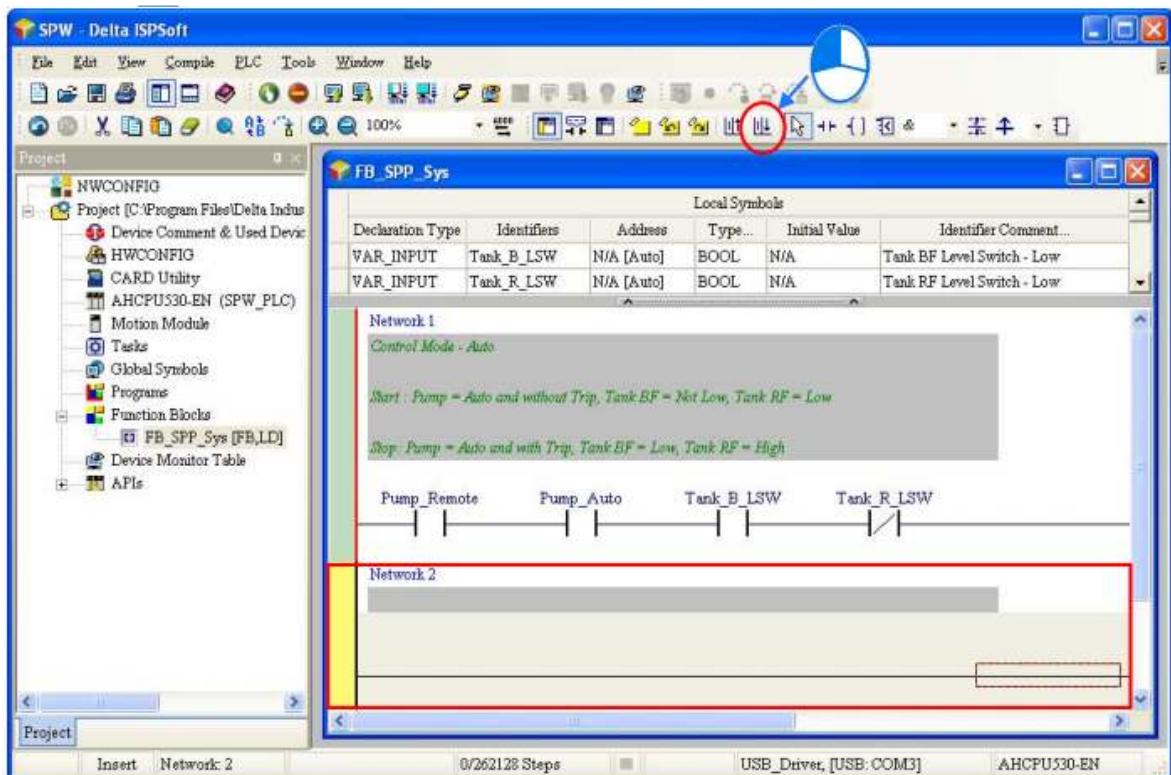 SPW - Delta ISPSoft
File Edit View Compile PLC Tools Window Help
100%
Project
NWCONFIG
Project [C:\Program Files\Delta Indus
Device Comment & Used Devic
HWCONFIG
CARD Utility
AHCPU530-EN (SPW_PLC)
Motion Module
Tasks
Global Symbols
Programs
Function Blocks
FB_SPP_Sys [FB,LD]
Device Monitor Table
APIs
Project
FB_SPP_Sys
Local Symbols
Declaration Type Identifiers Address Type... Initial Value Identifier Comment...
VAR_INPUT Tank_B_LSW N/A [Auto] BOOL N/A Tank BF Level Switch - Low
VAR_INPUT Tank_R_LSW N/A [Auto] BOOL N/A Tank RF Level Switch - Low
Network 1
Control Mode - Auto
Start : Pump = Auto and without Trip, Tank BF = Not Low, Tank RF = Low
Stop: Pump = Auto and with Trip, Tank BF = Low, Tank RF = High
Pump_Remote Pump_Auto Tank_B_LSW Tank_R_LSW
Network 2
Insert Network: 2 0/262128 Steps USB_Driver, [USB: COM3] AHCPU530-EN